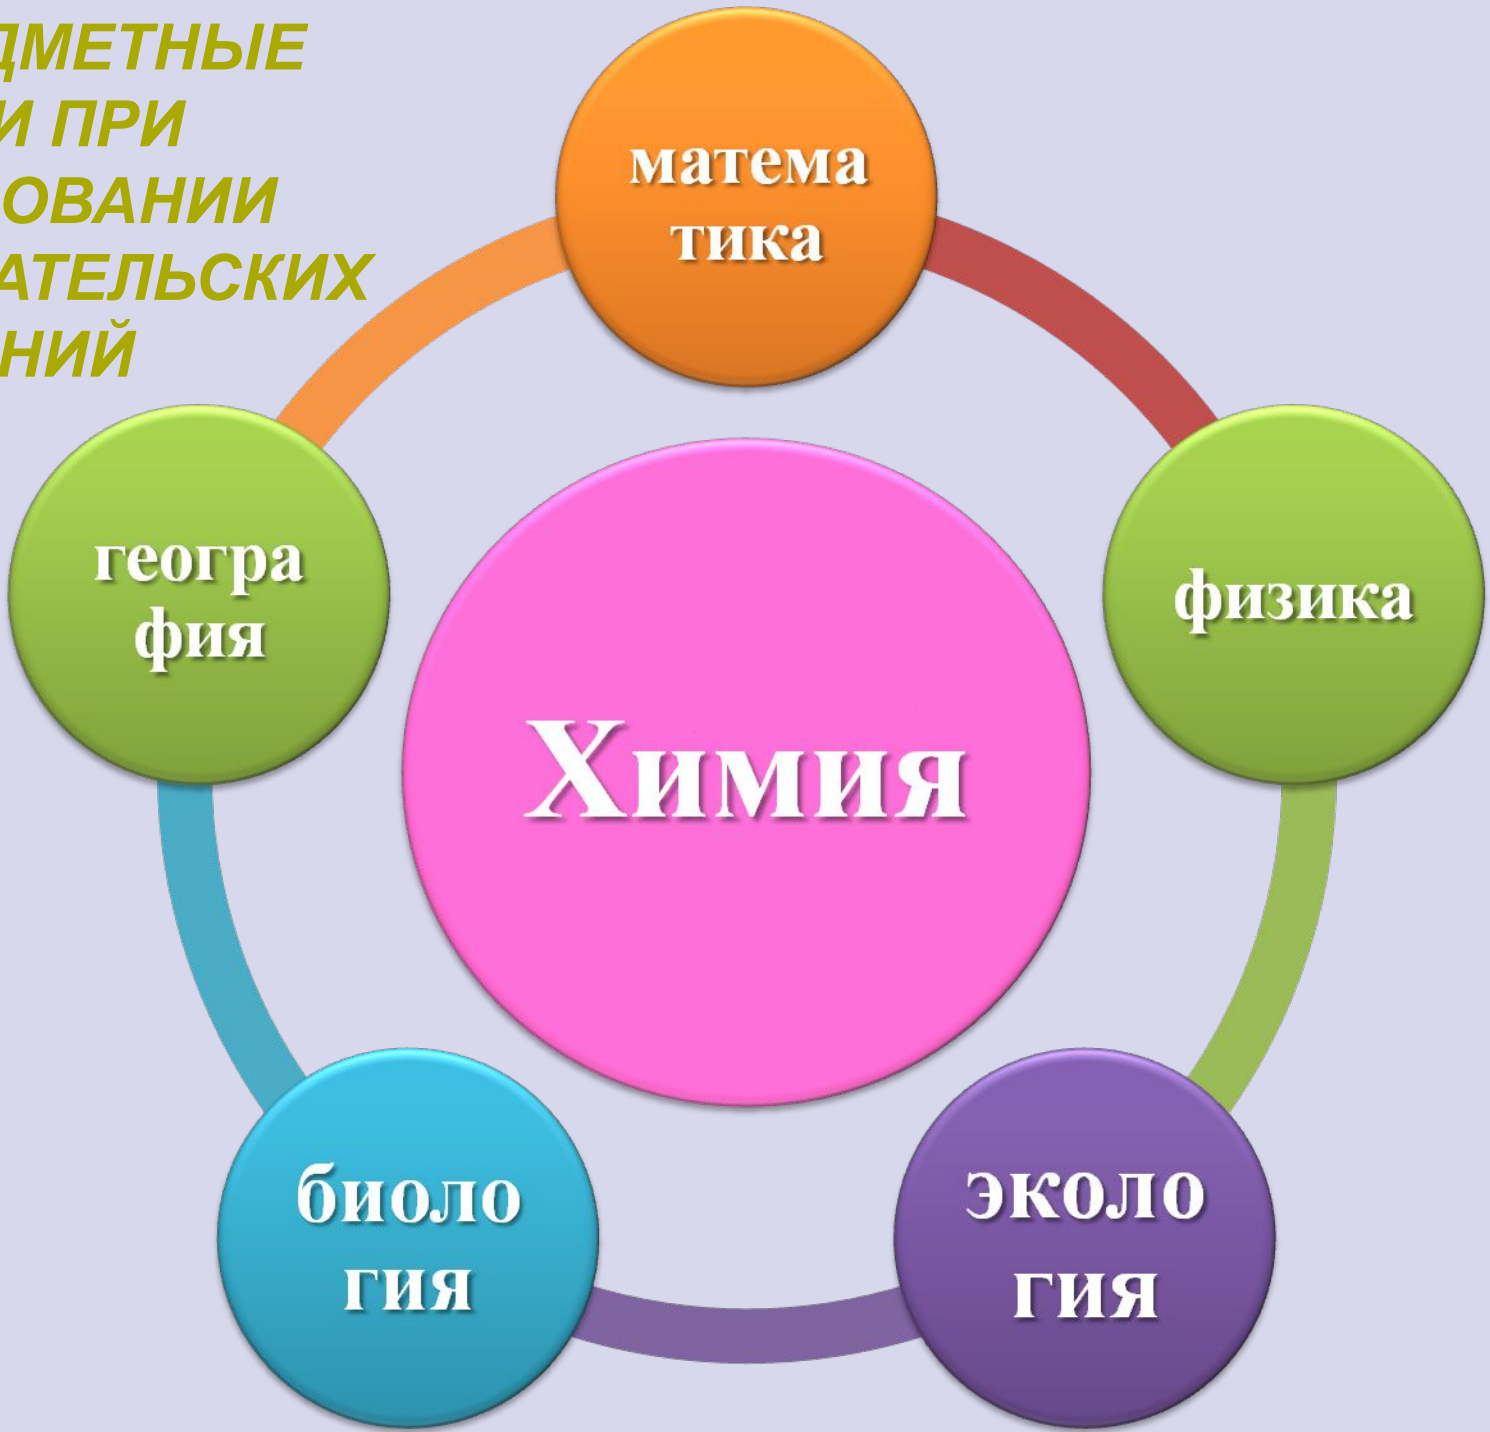 ДМЕТНЫЕ
И ПРИ
ОВАНИИ
АТЕЛЬСКИХ
НИЙ
матема
тика
геогра
фия
физика
Химия
биоло
гия
эколо
гия